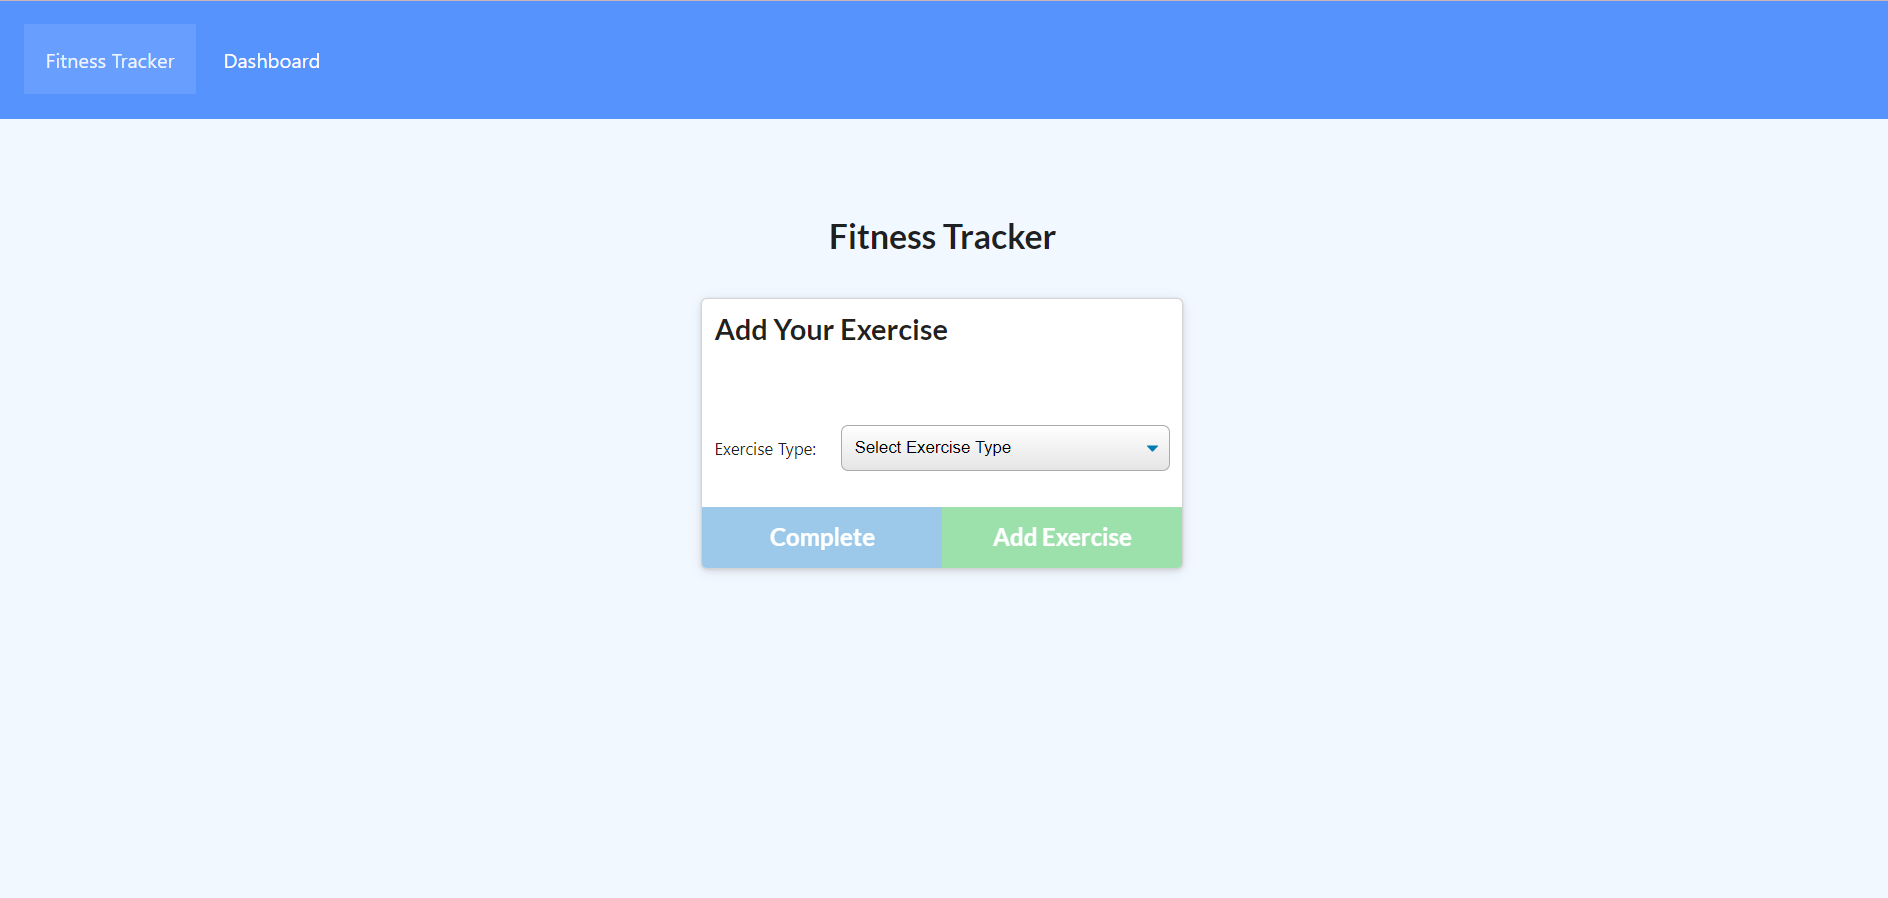 Fitness Tracker Dashboard
Fitness Tracker
Add Your Exercise
Exercise Type: Select Exercise Type
Complete Add Exercise